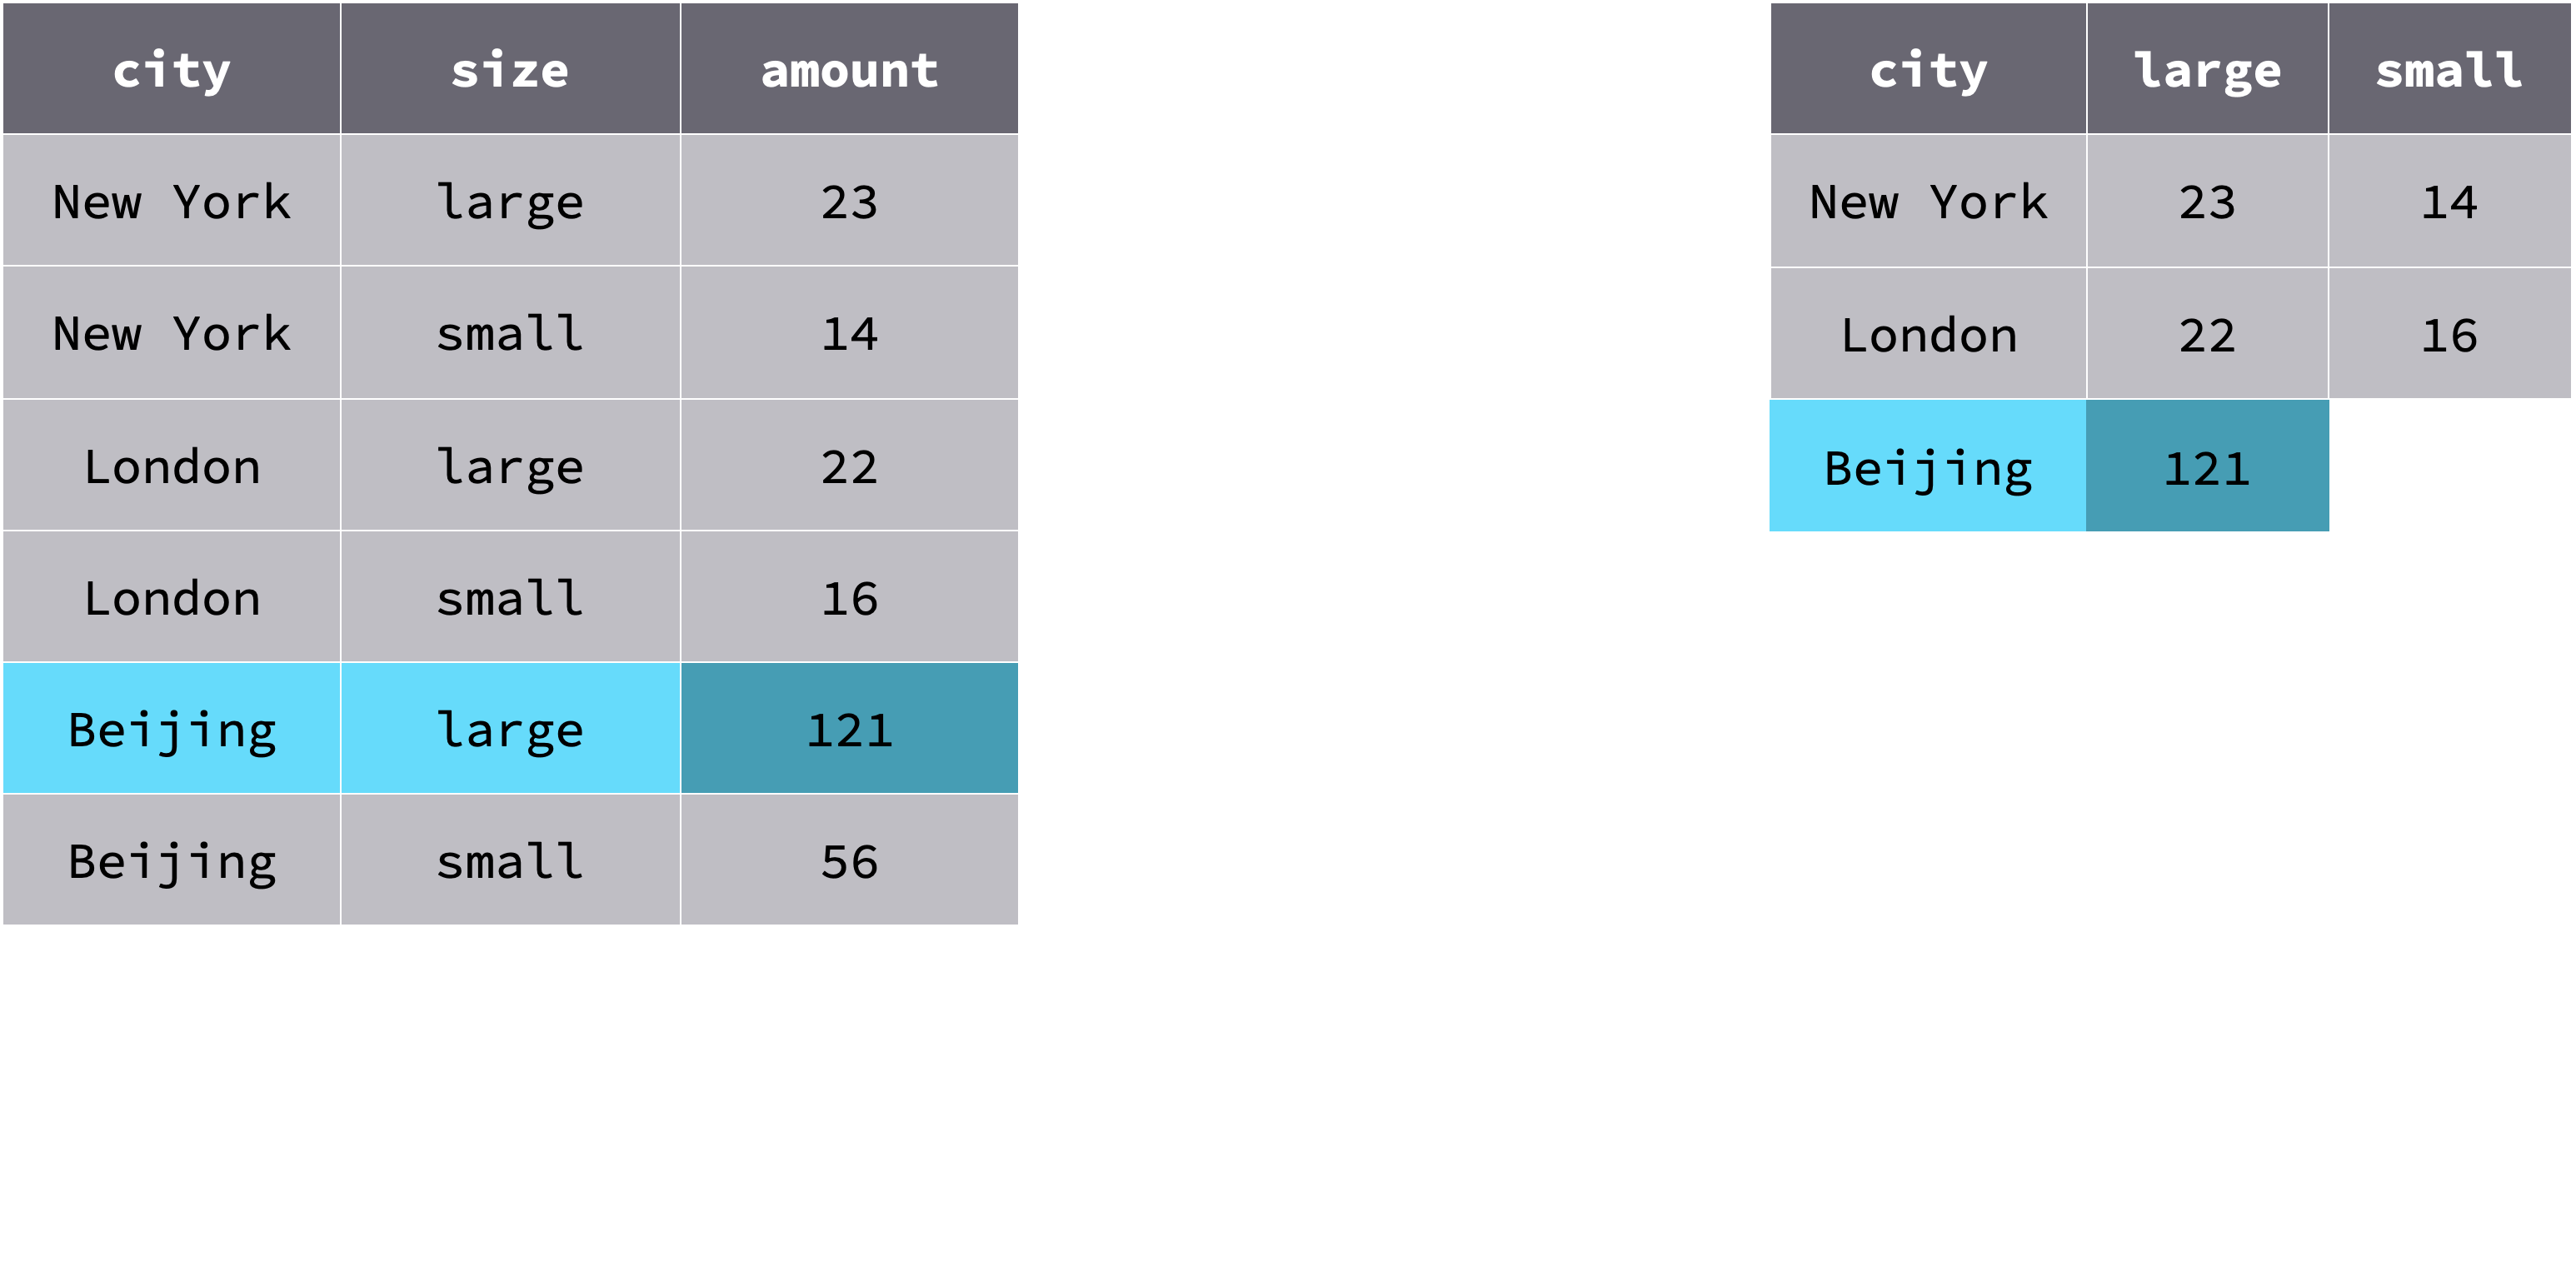 city size amount
New York large 23
New York small 14
London large 22
London small 16
Beijing large 121
Beijing small 56
city large small
New York 23 14
London 22 16
Beijing 121